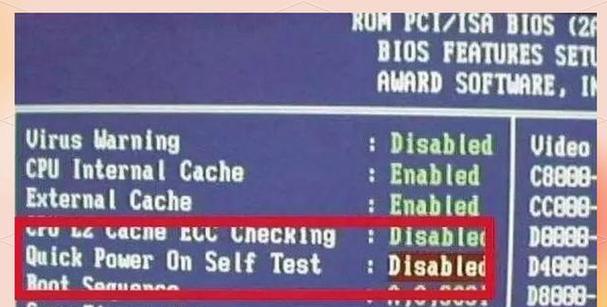 ROM PCI/ISA BIOS (2A
BIOS FEATURES SETU
AWARD SOFTWARE, IN
Virus Warning : Disabled
CPU Internal Cache : Enabled
External Cache : Enabled
CPU L2 Cache ECC Checking : Disabled
Quick Power On Self Test : Disabled
Boot Sequence :
Video
C8000-
CC000-
D0000-
D4000-
D8000-